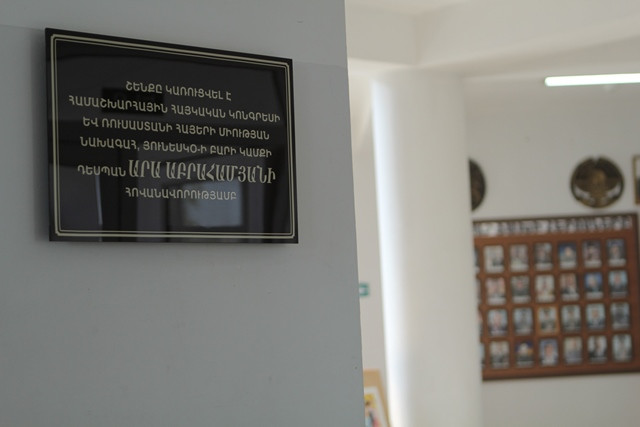 ՇԵՆՔԸ ԿԱՌՈՒՑՎԵԼ Է
ՀԱՄԱՇԽԱՐՀԱՅԻՆ ՀԱՅԿԱԿԱՆ ԿՈՆԳՐԵՍԻ
ԵՎ ՌՈՒՍԱՍՏԱՆԻ ՀԱՅԵՐԻ ՄԻՈՒԹՅԱՆ
ՆԱԽԱԳԱՀ, ՅՈՒՆԵՍԿՕ-Ի ԲԱՐԻ ԿԱՄՔԻ
ԴԵՍՊԱՆ ԱՐԱ ԱԲՐԱՀԱՄՅԱՆԻ
ՀՈՎԱՆԱՎՈՐՈՒԹՅԱՄԲ